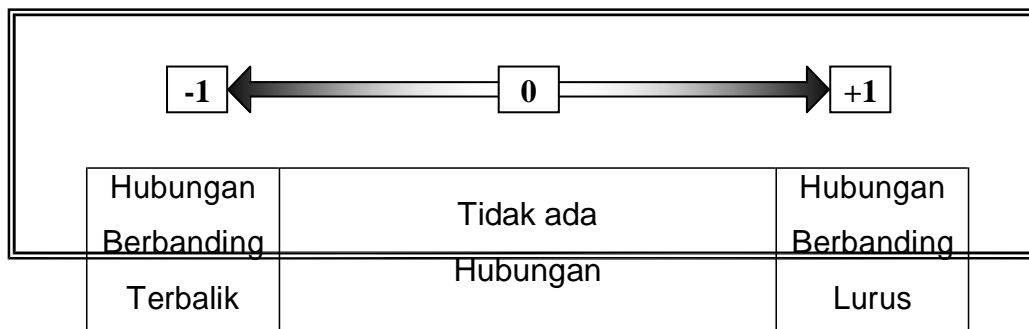 -1 0 +1
Hubungan
Berbanding
Terbalik
Tidak ada
Hubungan
Hubungan
Berbanding
Lurus